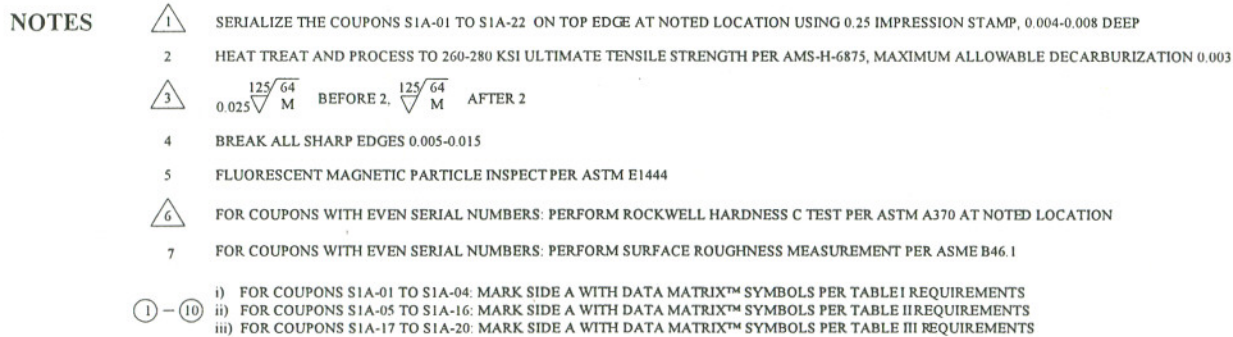 NOTES
1 SERIALIZE THE COUPONS S1A-01 TO S1A-22 ON TOP EDGE AT NOTED LOCATION USING 0.25 IMPRESSION STAMP, 0.004-0.008 DEEP
2 HEAT TREAT AND PROCESS TO 260-280 KSI ULTIMATE TENSILE STRENGTH PER AMS-H-6875, MAXIMUM ALLOWABLE DECARBURIZATION 0.003
3 0.025 125/64 M BEFORE 2, 125/64 M AFTER 2
4 BREAK ALL SHARP EDGES 0.005-0.015
5 FLUORESCENT MAGNETIC PARTICLE INSPECT PER ASTM E1444
6 FOR COUPONS WITH EVEN SERIAL NUMBERS: PERFORM ROCKWELL HARDNESS C TEST PER ASTM A370 AT NOTED LOCATION
7 FOR COUPONS WITH EVEN SERIAL NUMBERS: PERFORM SURFACE ROUGHNESS MEASUREMENT PER ASME B46.1
i) FOR COUPONS S1A-01 TO S1A-04: MARK SIDE A WITH DATA MATRIX™ SYMBOLS PER TABLE I REQUIREMENTS
1 – 10 ii) FOR COUPONS S1A-05 TO S1A-16: MARK SIDE A WITH DATA MATRIX™ SYMBOLS PER TABLE II REQUIREMENTS
iii) FOR COUPONS S1A-17 TO S1A-20: MARK SIDE A WITH DATA MATRIX™ SYMBOLS PER TABLE III REQUIREMENTS